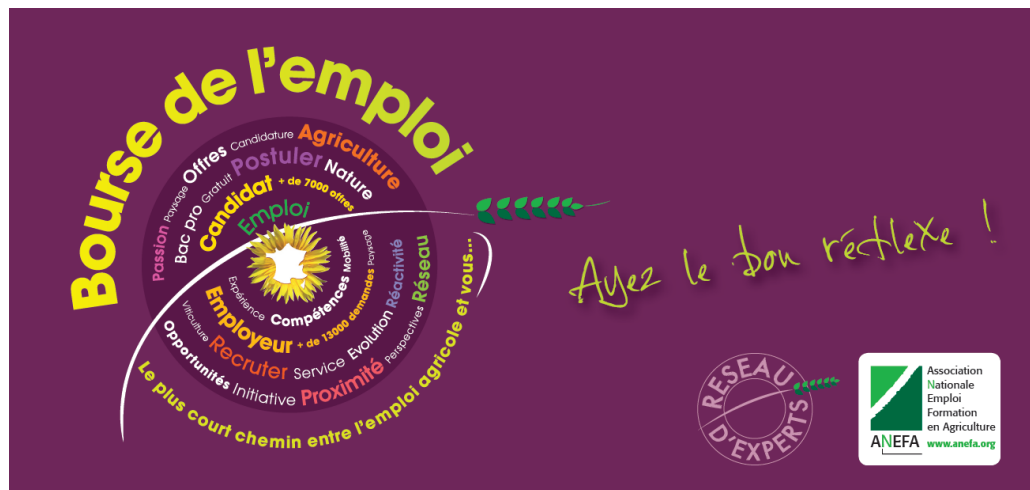 Bourse de l'emploi
Passion Paysage Offres Candidature Agriculture
Bac pro Gratuit Postuler Nature
Candidat + de 7000 offres
Emploi
Expérience Compétences Mobilité
Employeur + de 13000 demandes Paysage
Viticulture Recruter Service Evolution Réactivité
Opportunités Initiative Proximité Perspectives Réseau
Le plus court chemin entre l'emploi agricole et vous...
Ayez le bon réflexe !
RESEAU
D'EXPERTS
Association
Nationale
Emploi
Formation
en Agriculture
ANEFA www.anefa.org